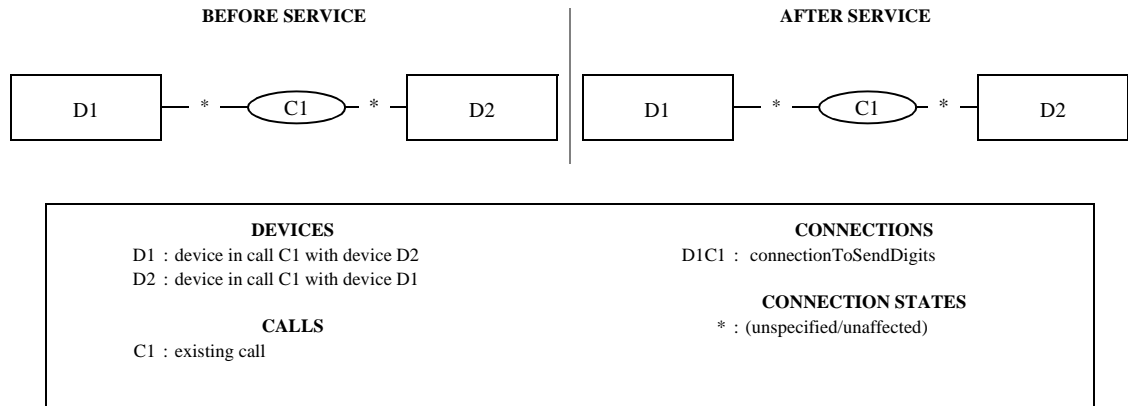 BEFORE SERVICE
AFTER SERVICE
D1 * C1 * D2
D1 * C1 * D2
DEVICES
D1 : device in call C1 with device D2
D2 : device in call C1 with device D1
CALLS
C1 : existing call
CONNECTIONS
D1C1 : connectionToSendDigits
CONNECTION STATES
* : (unspecified/unaffected)